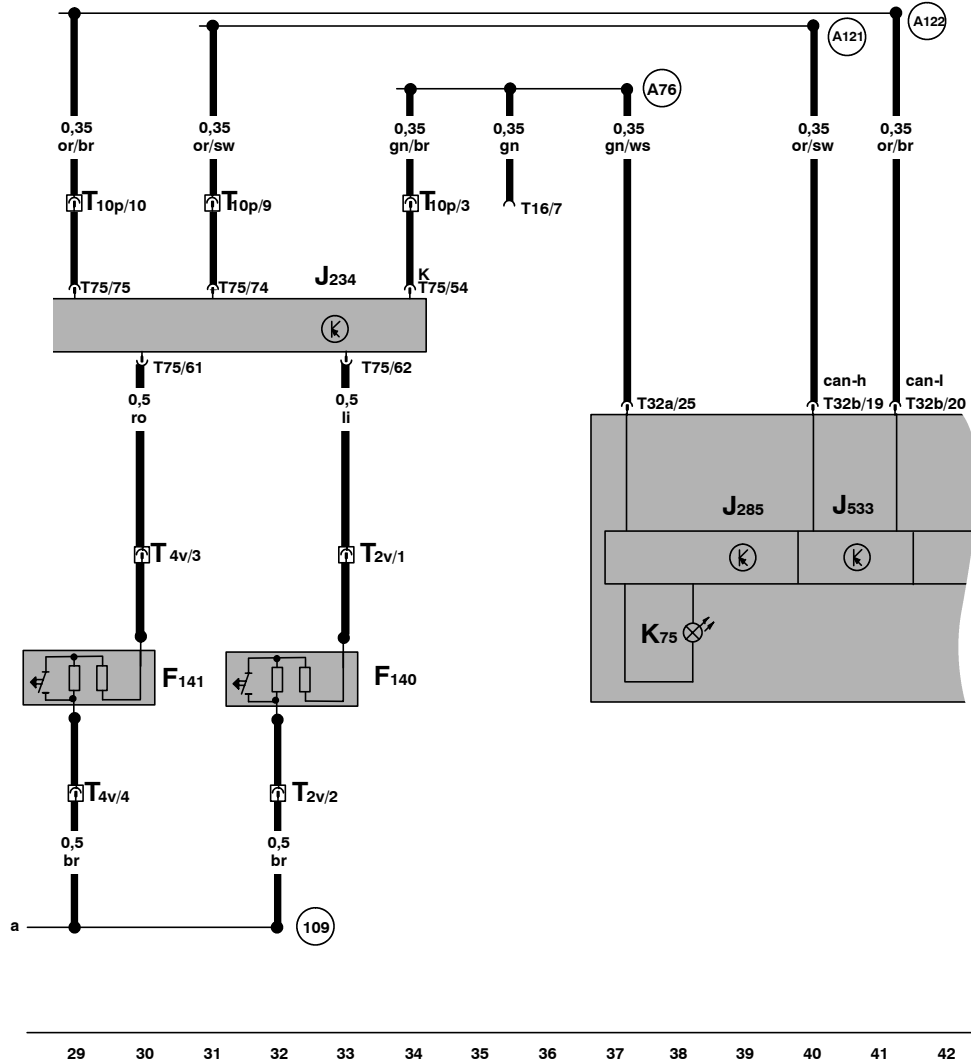 A122
A121
A76
0,35
or/br
0,35
or/sw
0,35
gn/br
0,35
gn
0,35
gn/ws
0,35
or/sw
0,35
or/br
T10p/10
T10p/9
T10p/3
T16/7
J234
K
T75/75
T75/74
T75/54
T75/61
T75/62
0,5
ro
0,5
li
can-h
can-l
T32a/25
T32b/19
T32b/20
J285
J533
T4v/3
T2v/1
K75
F141
F140
T4v/4
T2v/2
0,5
br
0,5
br
a
109
29 30 31 32 33 34 35 36 37 38 39 40 41 42